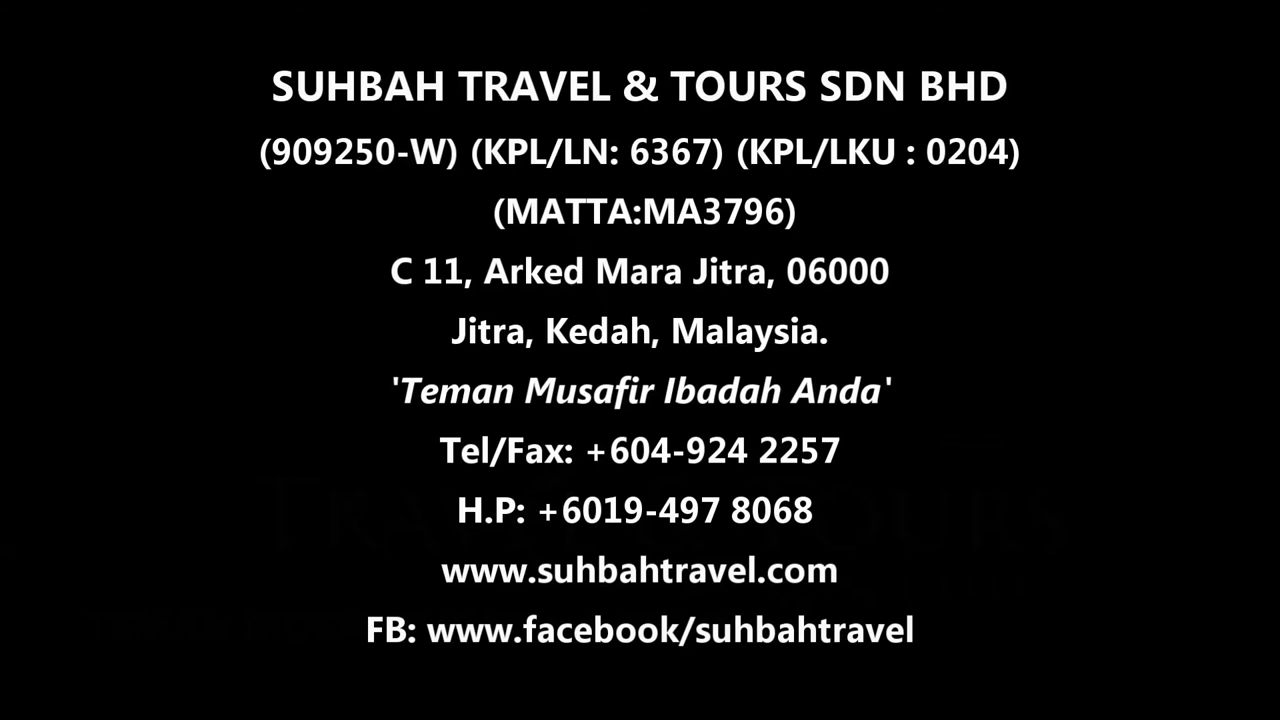 SUHBAH TRAVEL & TOURS SDN BHD
(909250-W) (KPL/LN: 6367) (KPL/LKU : 0204)
(MATTA:MA3796)
C 11, Arked Mara Jitra, 06000
Jitra, Kedah, Malaysia.
'Teman Musafir Ibadah Anda'
Tel/Fax: +604-924 2257
H.P: +6019-497 8068
www.suhbahtravel.com
FB: www.facebook/suhbahtravel